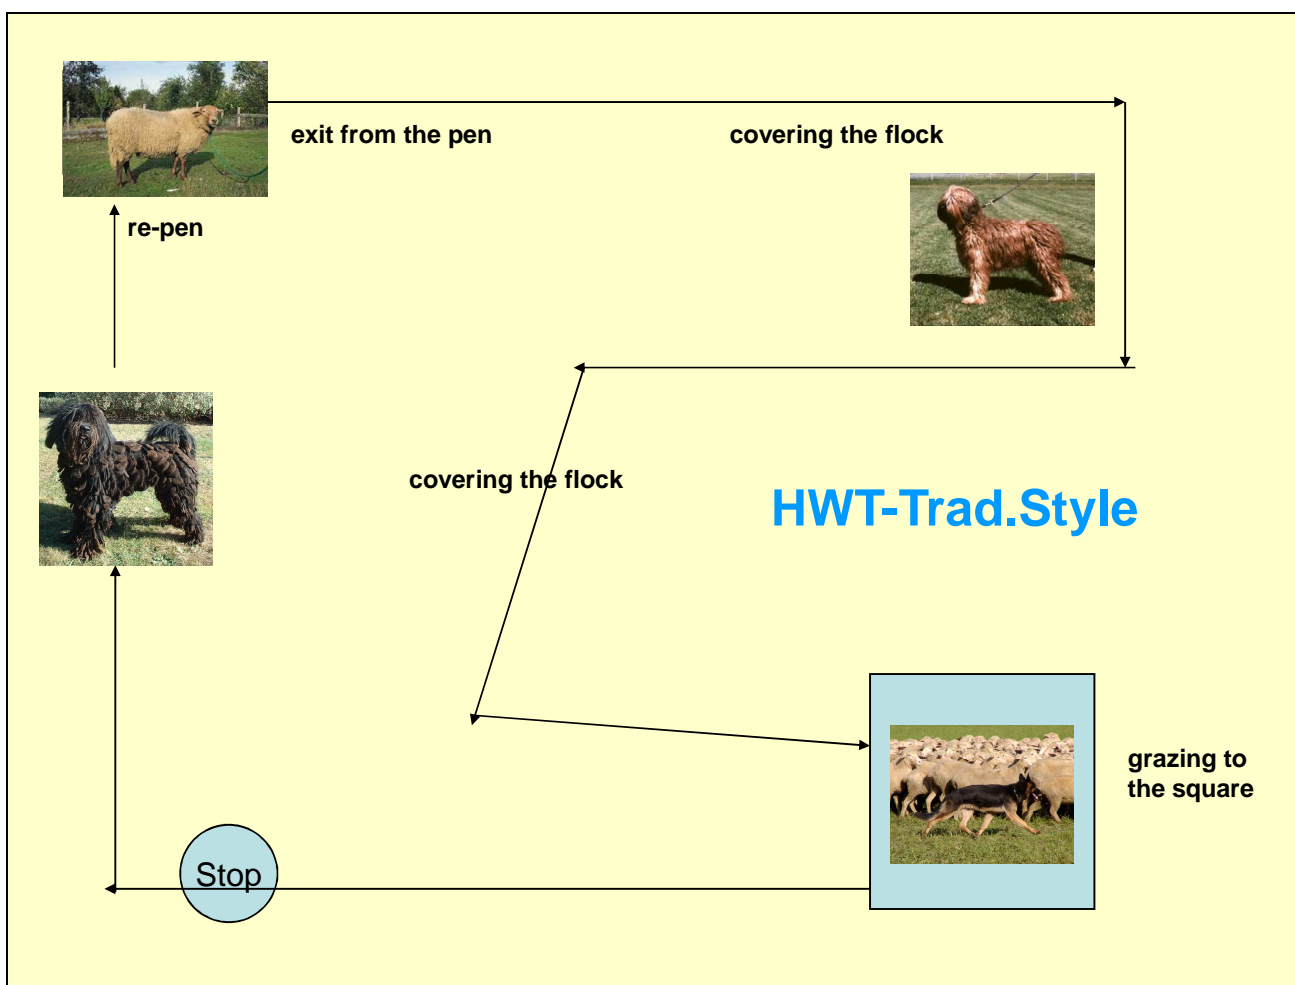 exit from the pen
covering the flock
re-pen
covering the flock
HWT-Trad.Style
grazing to
the square
Stop